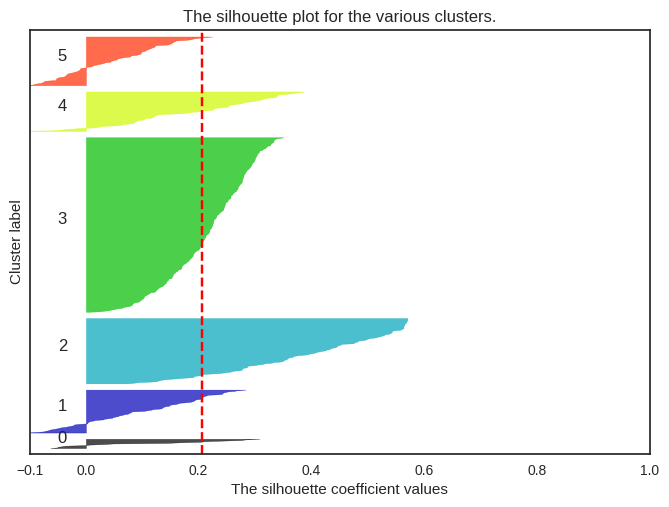 The silhouette plot for the various clusters.
5
4
3
2
1
0
Cluster label
−0.1 0.0 0.2 0.4 0.6 0.8 1.0
The silhouette coefficient values